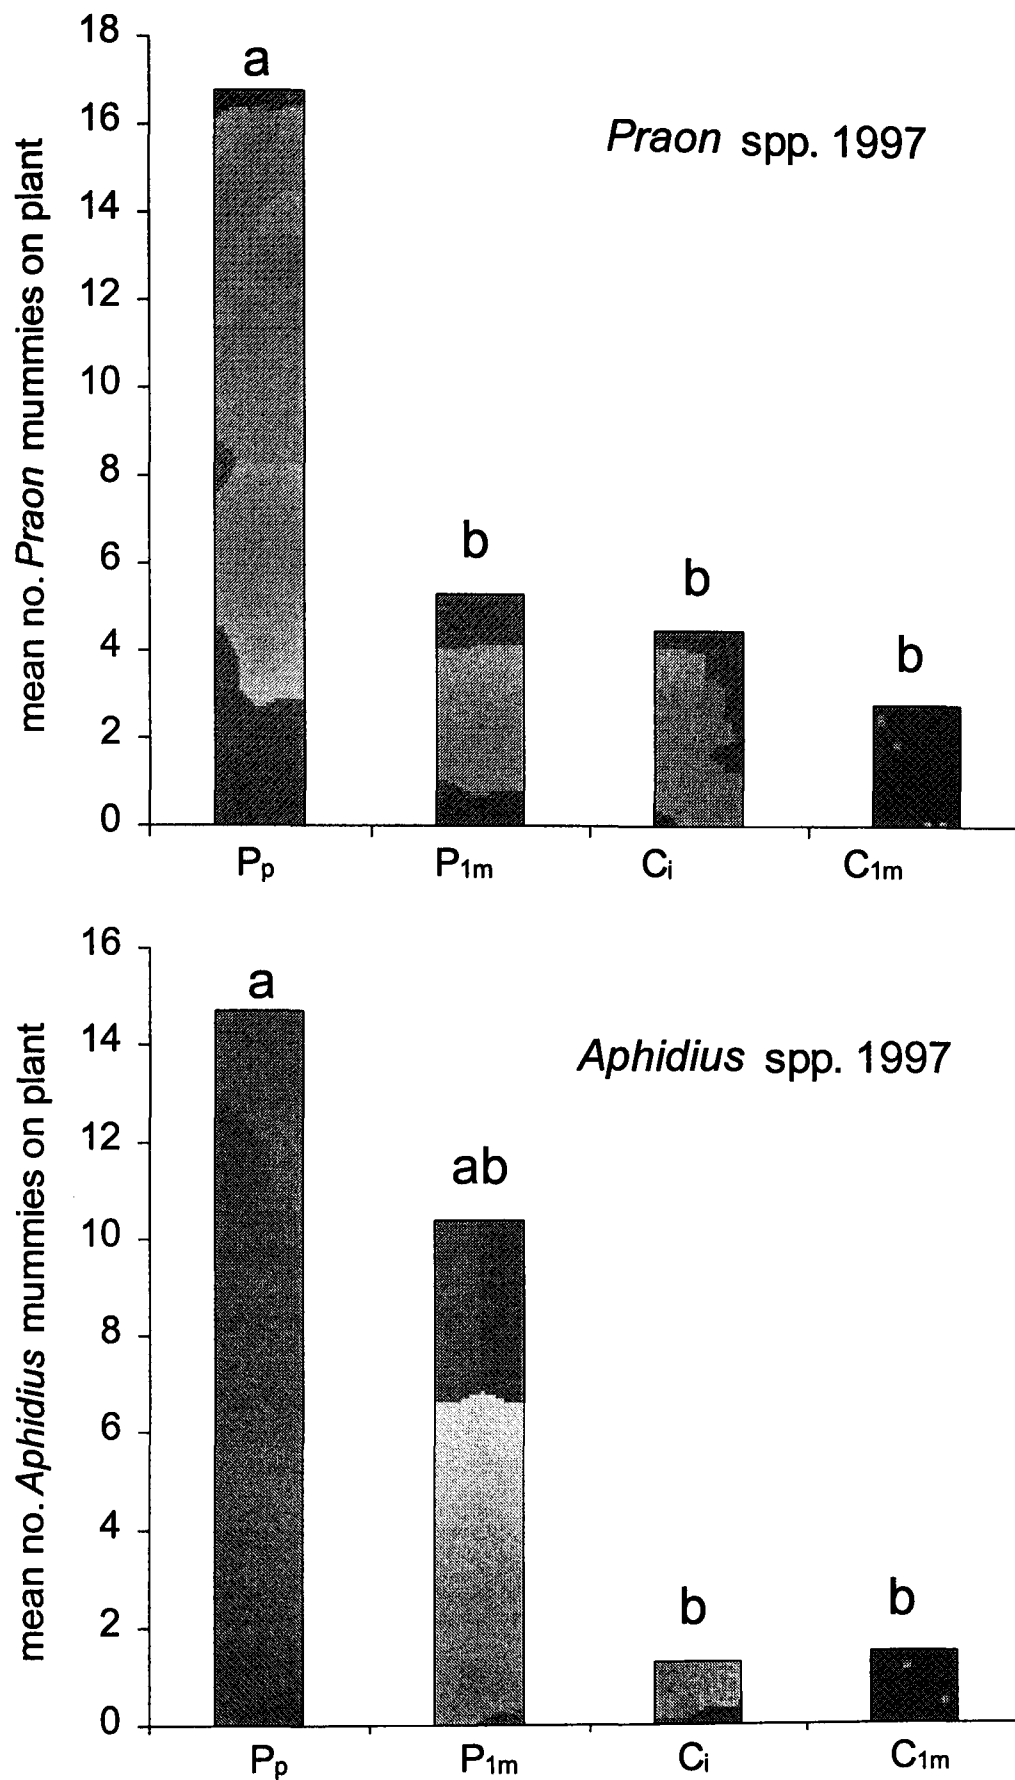 18
16
14
12
10
8
6
4
2
0
mean no. Praon mummies on plant
Praon spp. 1997
a
b
b
b
Pp
P1m
Ci
C1m
16
14
12
10
8
6
4
2
0
mean no. Aphidius mummies on plant
Aphidius spp. 1997
a
ab
b
b
Pp
P1m
Ci
C1m